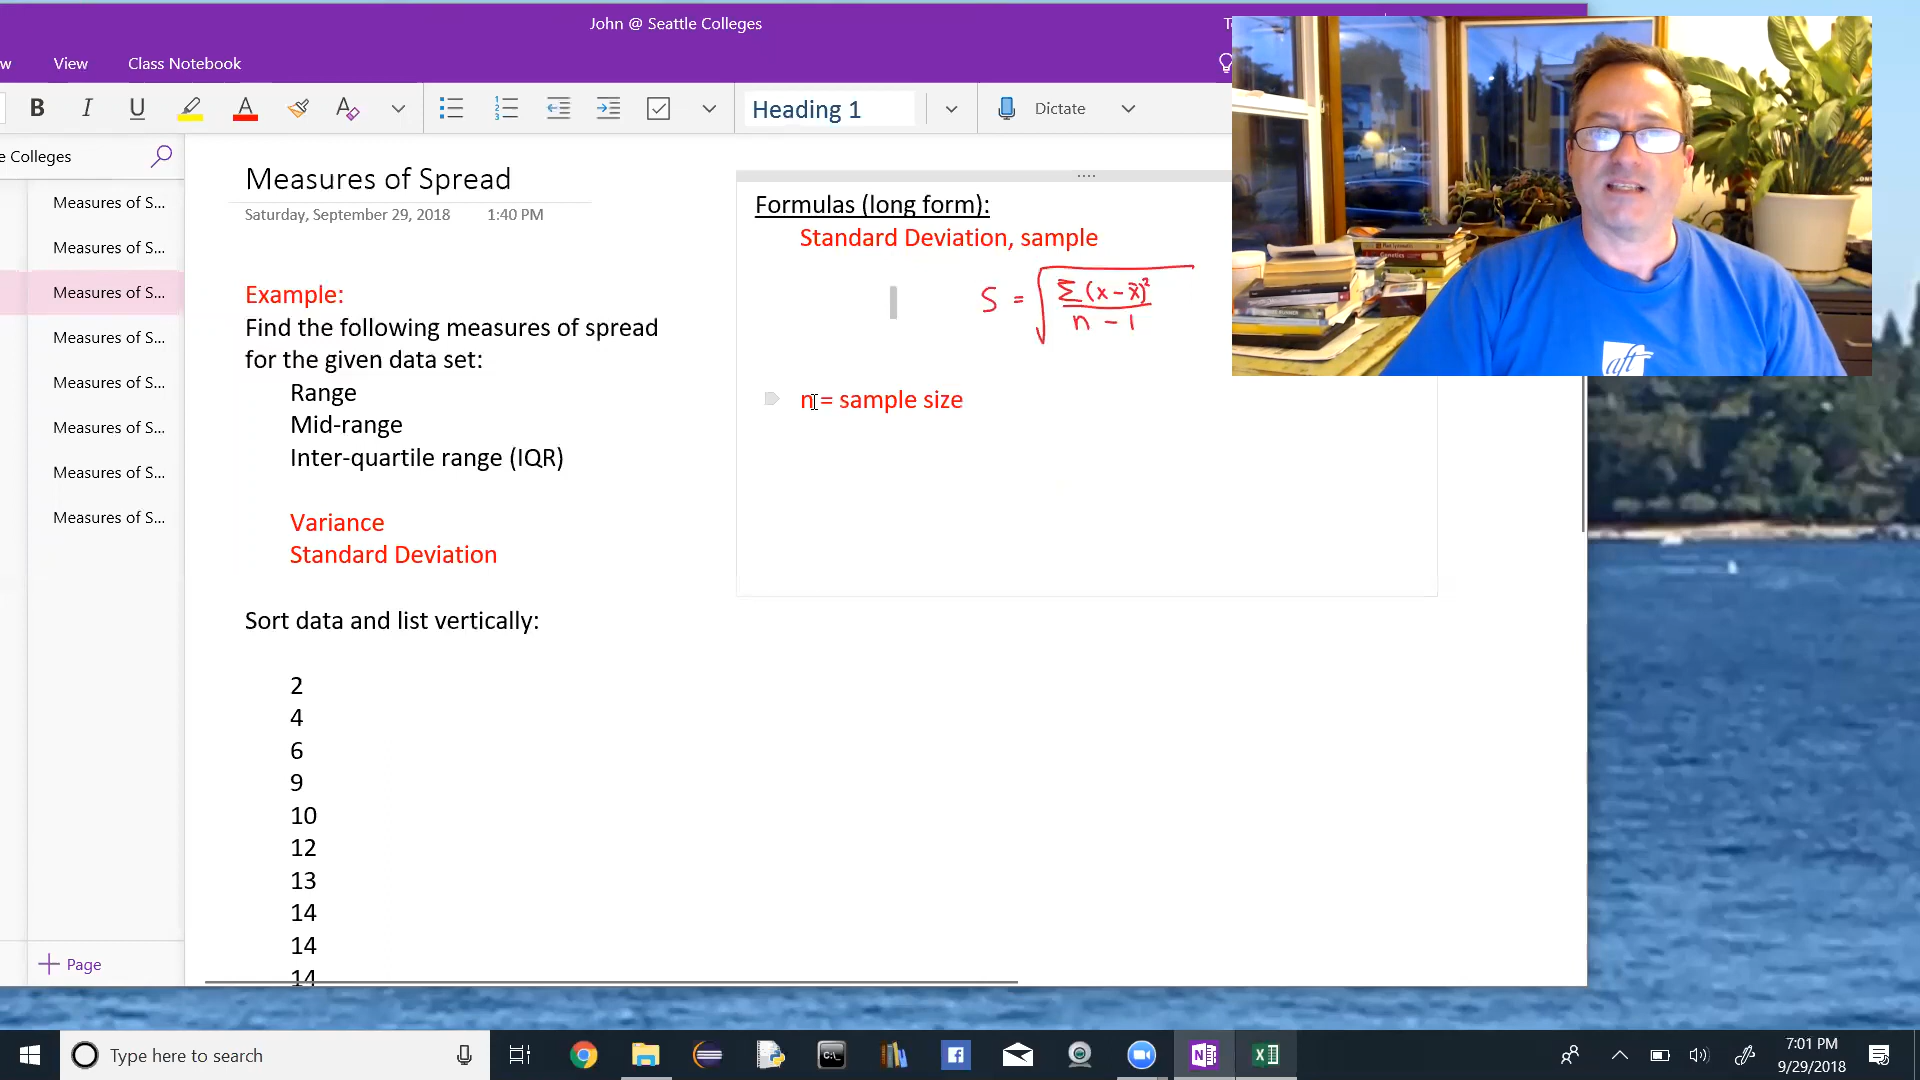 John @ Seattle Colleges
View
Class Notebook
B I U
Heading 1
Dictate
e Colleges
Measures of S...
Measures of S...
Measures of S...
Measures of S...
Measures of S...
Measures of S...
Measures of S...
Measures of S...
Page
Measures of Spread
Saturday, September 29, 2018 1:40 PM
Example:
Find the following measures of spread
for the given data set:
Range
Mid-range
Inter-quartile range (IQR)
Variance
Standard Deviation
Sort data and list vertically:
2
4
6
9
10
12
13
14
14
14
Formulas (long form):
Standard Deviation, sample
S = √(Σ(x - x̄)² / (n - 1))
n = sample size
aft
Type here to search
7:01 PM
9/29/2018